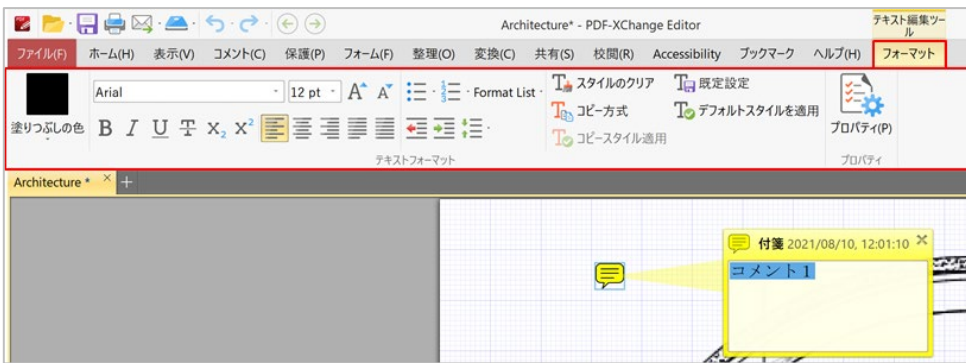 Architecture* - PDF-XChange Editor
テキスト編集ツール
ファイル(F) ホーム(H) 表示(V) コメント(C) 保護(P) フォーム(F) 整理(O) 変換(C) 共有(S) 校閲(R) Accessibility ブックマーク ヘルプ(H) フォーマット
塗りつぶしの色
Arial 12 pt A A Format List
B I U T X₂ X²
スタイルのクリア 既定設定
コピー方式 デフォルトスタイルを適用
コピースタイル適用
プロパティ(P)
テキストフォーマット プロパティ
Architecture *
付箋 2021/08/10, 12:01:10
コメント1